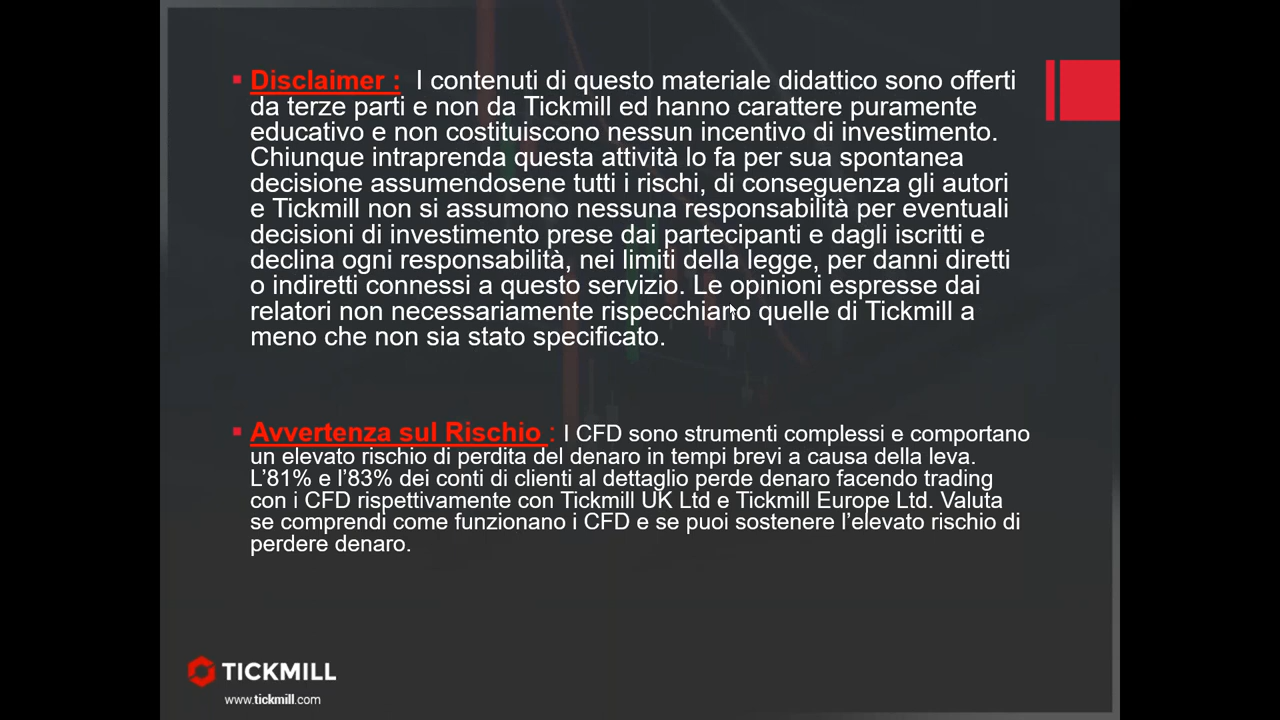 Disclaimer : I contenuti di questo materiale didattico sono offerti
da terze parti e non da Tickmill ed hanno carattere puramente
educativo e non costituiscono nessun incentivo di investimento.
Chiunque intraprenda questa attività lo fa per sua spontanea
decisione assumendosene tutti i rischi, di conseguenza gli autori
e Tickmill non si assumono nessuna responsabilità per eventuali
decisioni di investimento prese dai partecipanti e dagli iscritti e
declina ogni responsabilità, nei limiti della legge, per danni diretti
o indiretti connessi a questo servizio. Le opinioni espresse dai
relatori non necessariamente rispecchiano quelle di Tickmill a
meno che non sia stato specificato.
Avvertenza sul Rischio : I CFD sono strumenti complessi e comportano
un elevato rischio di perdita del denaro in tempi brevi a causa della leva.
L’81% e l’83% dei conti di clienti al dettaglio perde denaro facendo trading
con i CFD rispettivamente con Tickmill UK Ltd e Tickmill Europe Ltd. Valuta
se comprendi come funzionano i CFD e se puoi sostenere l’elevato rischio di
perdere denaro.
TICKMILL
www.tickmill.com